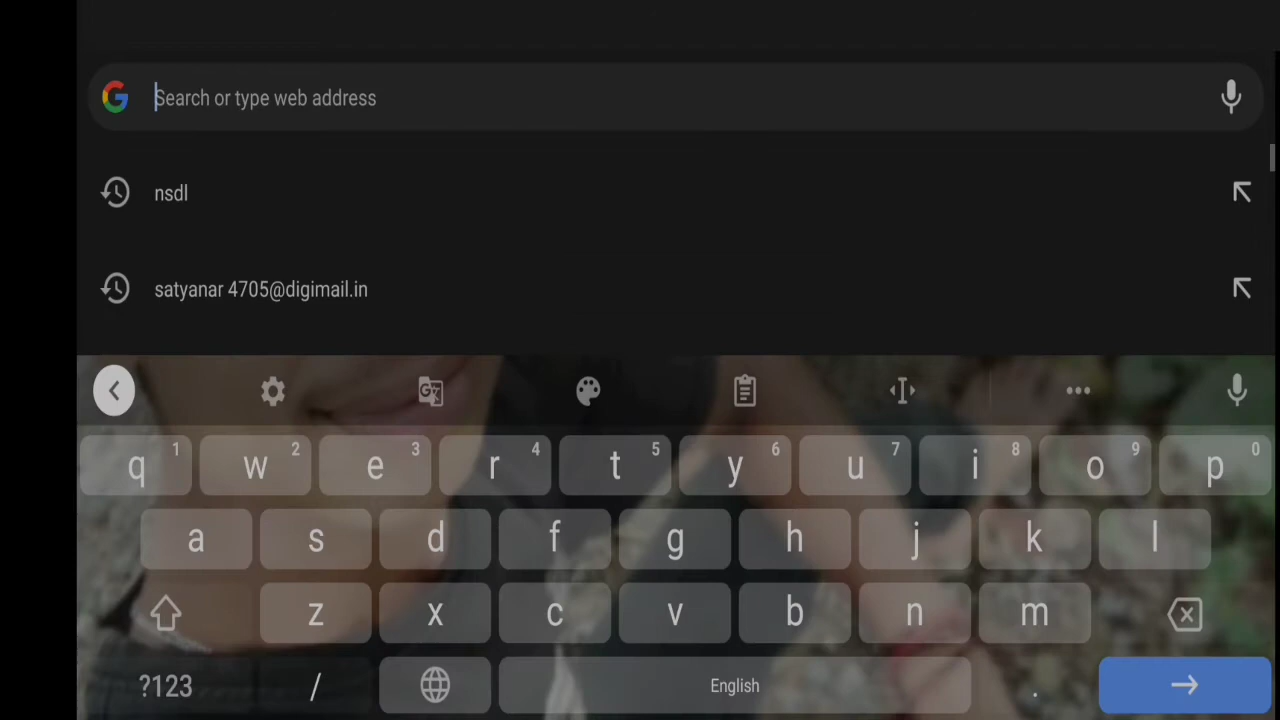 Search or type web address
nsdl
satyanar 4705@digimail.in
q 1 w 2 e 3 r 4 t 5 y 6 u 7 i 8 o 9 p 0
a s d f g h j k l
z x c v b n m
?123 / English .